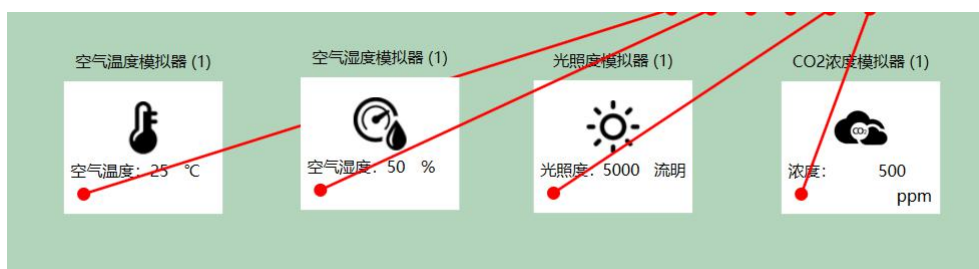 空气温度模拟器 (1)
空气湿度模拟器 (1)
光照度模拟器 (1)
CO2浓度模拟器 (1)
CO₂
空气温度：25 ℃
空气湿度：50 %
光照度：5000 流明
浓度： 500
ppm